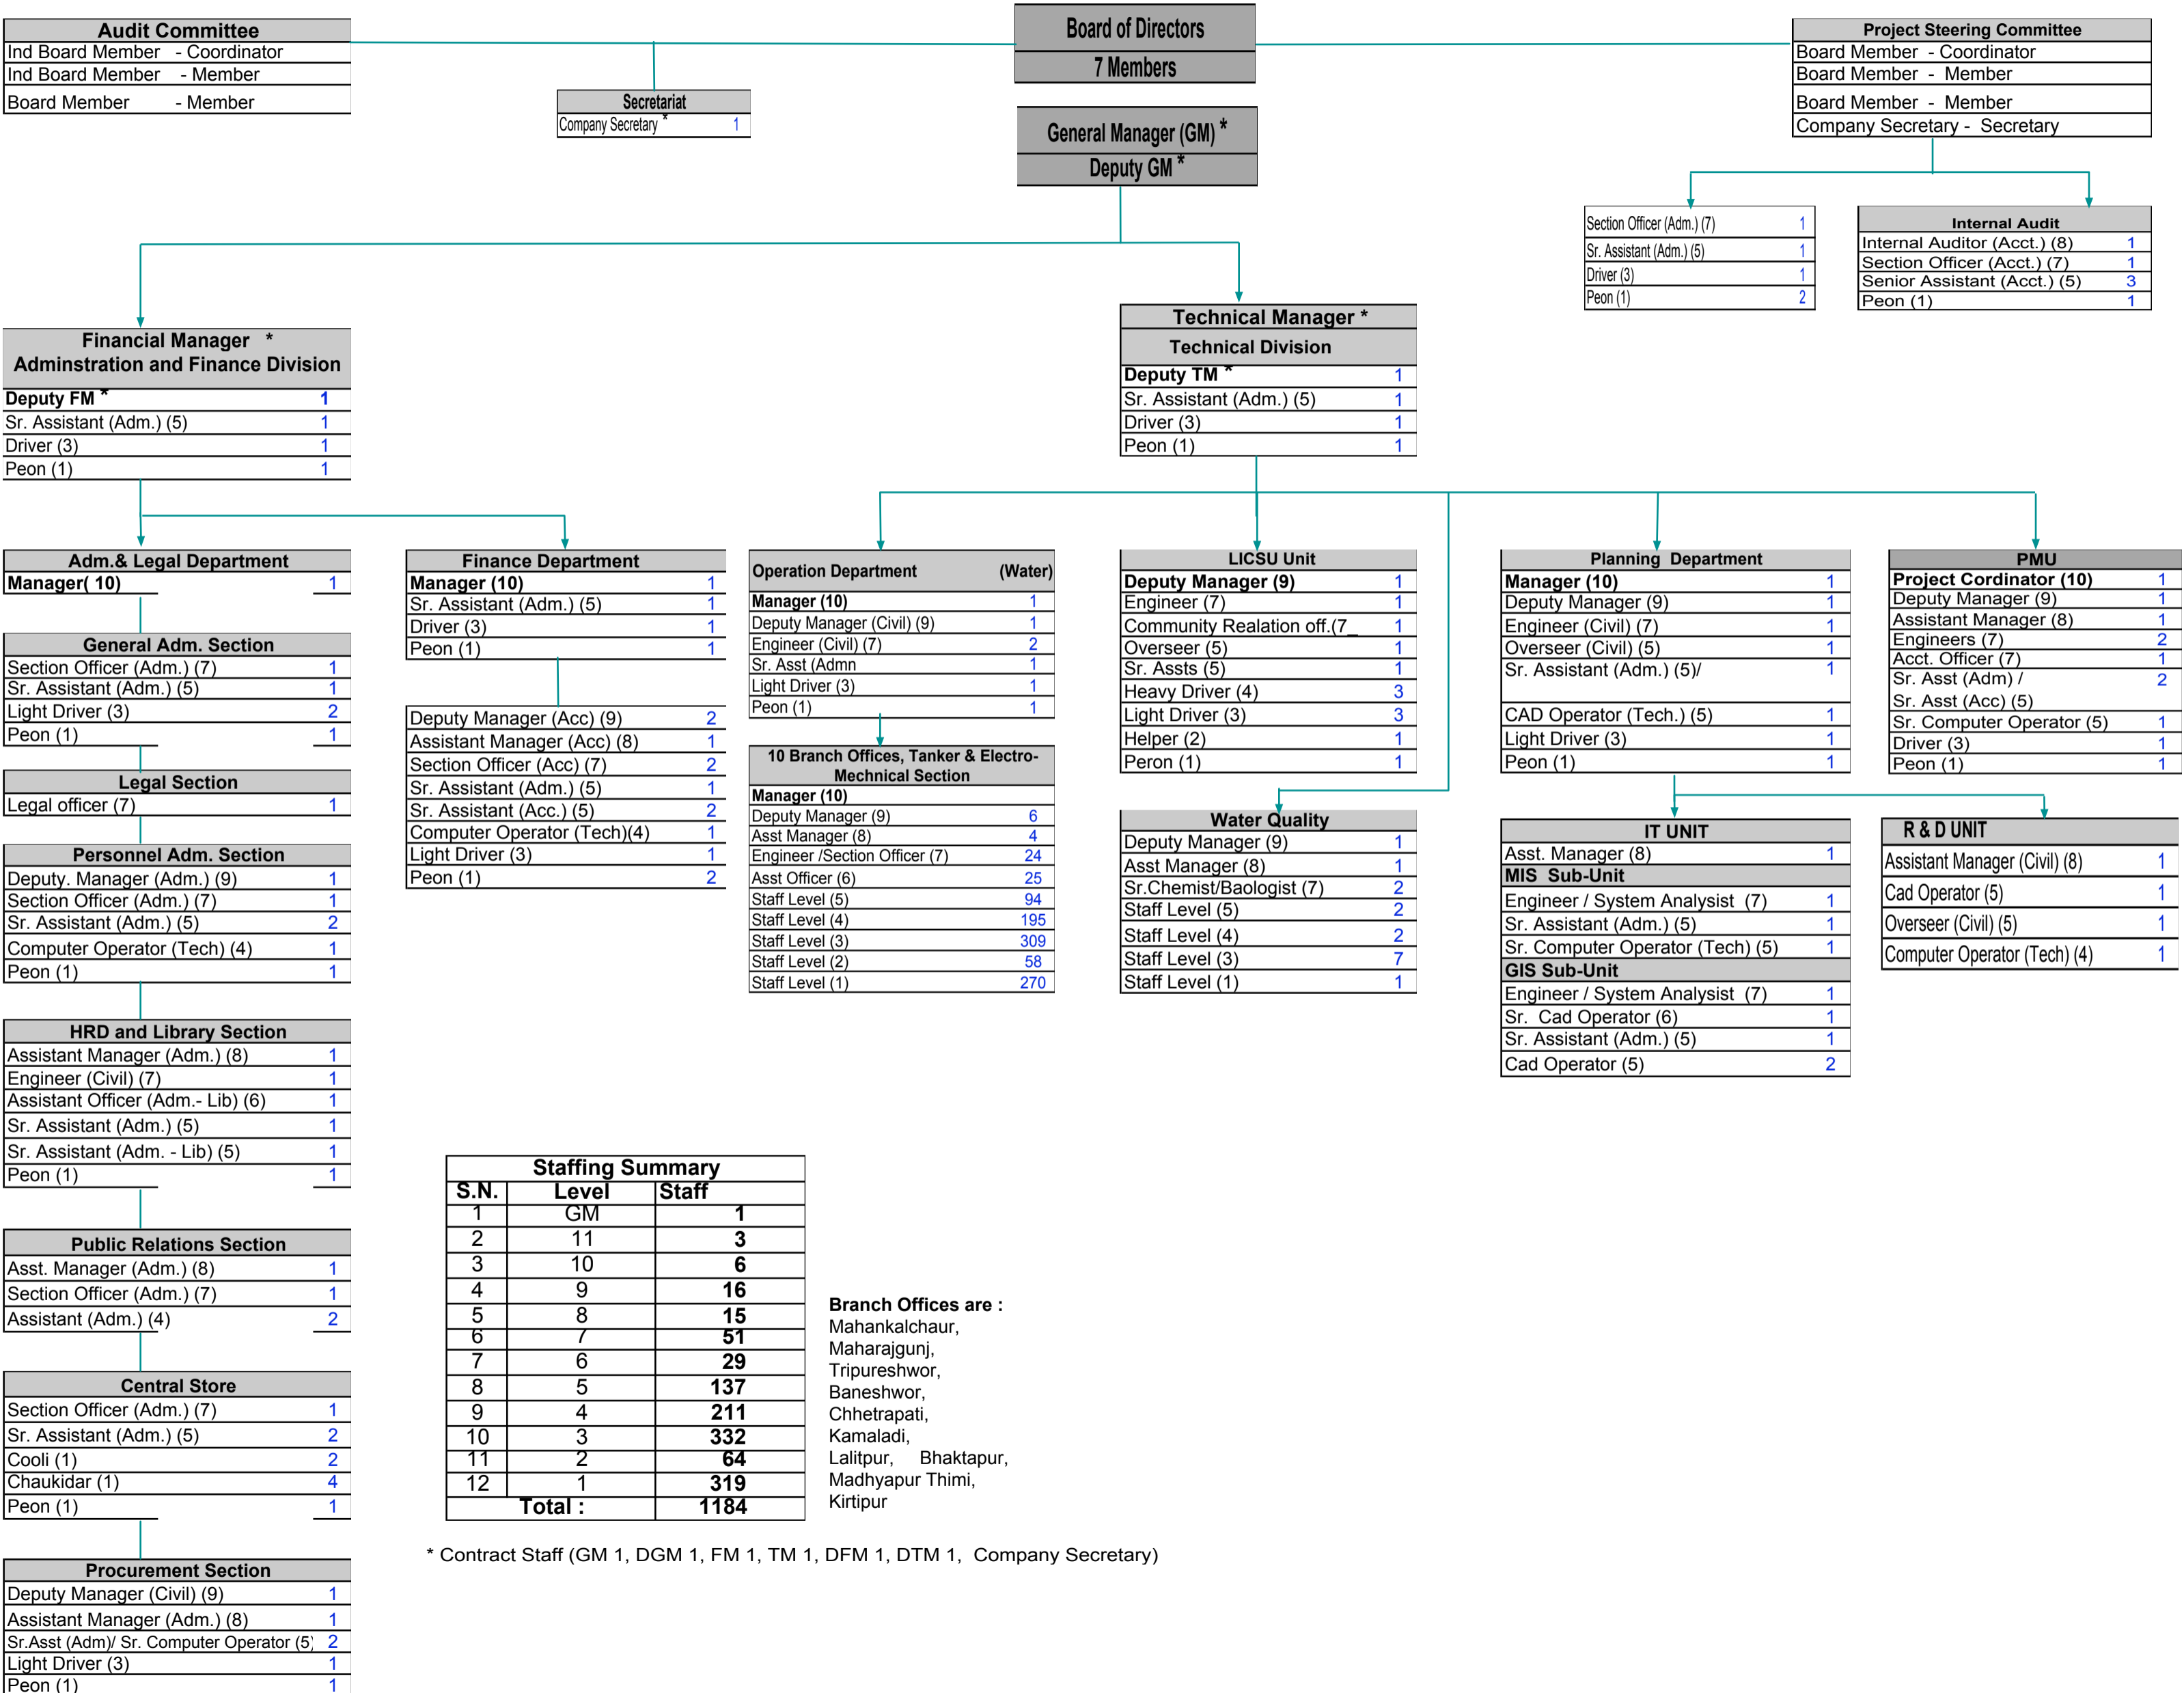 Audit Committee
Ind Board Member - Coordinator
Ind Board Member - Member
Board Member - Member
Board of Directors
7 Members
Project Steering Committee
Board Member - Coordinator
Board Member - Member
Board Member - Member
Company Secretary - Secretary
Secretariat
Company Secretary * 1
General Manager (GM) *
Deputy GM *
Section Officer (Adm.) (7) 1
Sr. Assistant (Adm.) (5) 1
Driver (3) 1
Peon (1) 2
Internal Audit
Internal Auditor (Acct.) (8) 1
Section Officer (Acct.) (7) 1
Senior Assistant (Acct.) (5) 3
Peon (1) 1
Financial Manager *
Adminstration and Finance Division
Deputy FM * 1
Sr. Assistant (Adm.) (5) 1
Driver (3) 1
Peon (1) 1
Technical Manager *
Technical Division
Deputy TM * 1
Sr. Assistant (Adm.) (5) 1
Driver (3) 1
Peon (1) 1
Adm.& Legal Department
Manager( 10) 1
General Adm. Section
Section Officer (Adm.) (7) 1
Sr. Assistant (Adm.) (5) 1
Light Driver (3) 2
Peon (1) 1
Legal Section
Legal officer (7) 1
Personnel Adm. Section
Deputy. Manager (Adm.) (9) 1
Section Officer (Adm.) (7) 1
Sr. Assistant (Adm.) (5) 2
Computer Operator (Tech) (4) 1
Peon (1) 1
HRD and Library Section
Assistant Manager (Adm.) (8) 1
Engineer (Civil) (7) 1
Assistant Officer (Adm.- Lib) (6) 1
Sr. Assistant (Adm.) (5) 1
Sr. Assistant (Adm. - Lib) (5) 1
Peon (1) 1
Public Relations Section
Asst. Manager (Adm.) (8) 1
Section Officer (Adm.) (7) 1
Assistant (Adm.) (4) 2
Central Store
Section Officer (Adm.) (7) 1
Sr. Assistant (Adm.) (5) 2
Cooli (1) 2
Chaukidar (1) 4
Peon (1) 1
Procurement Section
Deputy Manager (Civil) (9) 1
Assistant Manager (Adm.) (8) 1
Sr.Asst (Adm)/ Sr. Computer Operator (5) 2
Light Driver (3) 1
Peon (1) 1
Finance Department
Manager (10) 1
Sr. Assistant (Adm.) (5) 1
Driver (3) 1
Peon (1) 1
Deputy Manager (Acc) (9) 2
Assistant Manager (Acc) (8) 1
Section Officer (Acc) (7) 2
Sr. Assistant (Adm.) (5) 1
Sr. Assistant (Acc.) (5) 2
Computer Operator (Tech)(4) 1
Light Driver (3) 1
Peon (1) 2
Operation Department (Water)
Manager (10) 1
Deputy Manager (Civil) (9) 1
Engineer (Civil) (7) 2
Sr. Asst (Admn 1
Light Driver (3) 1
Peon (1) 1
10 Branch Offices, Tanker & Electro-
Mechnical Section
Manager (10)
Deputy Manager (9) 6
Asst Manager (8) 4
Engineer /Section Officer (7) 24
Asst Officer (6) 25
Staff Level (5) 94
Staff Level (4) 195
Staff Level (3) 309
Staff Level (2) 58
Staff Level (1) 270
LICSU Unit
Deputy Manager (9) 1
Engineer (7) 1
Community Realation off.(7_ 1
Overseer (5) 1
Sr. Assts (5) 1
Heavy Driver (4) 3
Light Driver (3) 3
Helper (2) 1
Peron (1) 1
Water Quality
Deputy Manager (9) 1
Asst Manager (8) 1
Sr.Chemist/Baologist (7) 2
Staff Level (5) 2
Staff Level (4) 2
Staff Level (3) 7
Staff Level (1) 1
Planning Department
Manager (10) 1
Deputy Manager (9) 1
Engineer (Civil) (7) 1
Overseer (Civil) (5) 1
Sr. Assistant (Adm.) (5)/ 1
CAD Operator (Tech.) (5) 1
Light Driver (3) 1
Peon (1) 1
IT UNIT
Asst. Manager (8) 1
MIS Sub-Unit
Engineer / System Analysist (7) 1
Sr. Assistant (Adm.) (5) 1
Sr. Computer Operator (Tech) (5) 1
GIS Sub-Unit
Engineer / System Analysist (7) 1
Sr. Cad Operator (6) 1
Sr. Assistant (Adm.) (5) 1
Cad Operator (5) 2
PMU
Project Cordinator (10) 1
Deputy Manager (9) 1
Assistant Manager (8) 1
Engineers (7) 2
Acct. Officer (7) 1
Sr. Asst (Adm) / 2
Sr. Asst (Acc) (5)
Sr. Computer Operator (5) 1
Driver (3) 1
Peon (1) 1
R & D UNIT
Assistant Manager (Civil) (8) 1
Cad Operator (5) 1
Overseer (Civil) (5) 1
Computer Operator (Tech) (4) 1
Staffing Summary
S.N. Level Staff
1 GM 1
2 11 3
3 10 6
4 9 16
5 8 15
6 7 51
7 6 29
8 5 137
9 4 211
10 3 332
11 2 64
12 1 319
Total : 1184
Branch Offices are :
Mahankalchaur,
Maharajgunj,
Tripureshwor,
Baneshwor,
Chhetrapati,
Kamaladi,
Lalitpur, Bhaktapur,
Madhyapur Thimi,
Kirtipur
* Contract Staff (GM 1, DGM 1, FM 1, TM 1, DFM 1, DTM 1, Company Secretary)